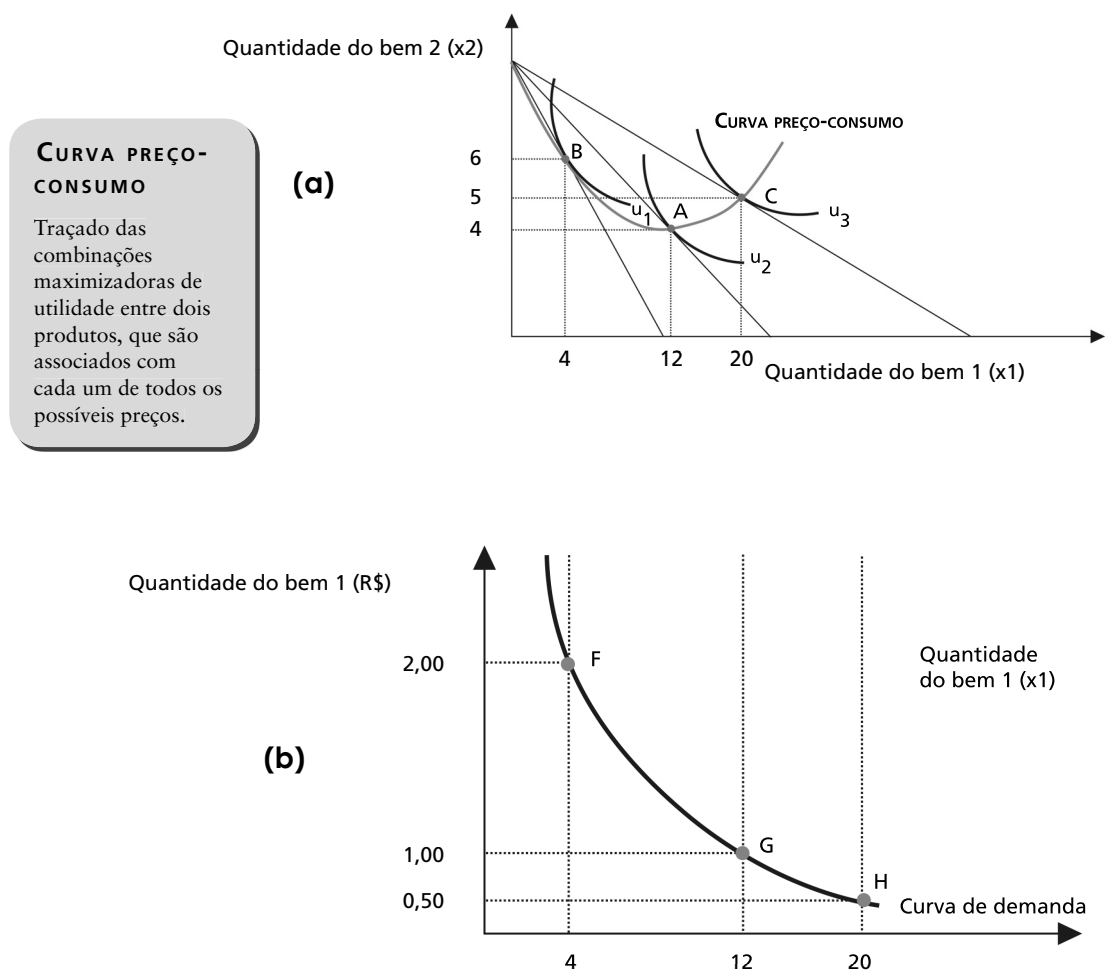 Quantidade do bem 2 (x2)
CURVA PREÇO-
CONSUMO
Traçado das
combinações
maximizadoras de
utilidade entre dois
produtos, que são
associados com
cada um de todos os
possíveis preços.
(a)
CURVA PREÇO-CONSUMO
6
5
4
B
A
C
u1
u2
u3
4
12
20
Quantidade do bem 1 (x1)
Quantidade do bem 1 (R$)
2,00
1,00
0,50
(b)
F
G
H
Quantidade
do bem 1 (x1)
Curva de demanda
4
12
20